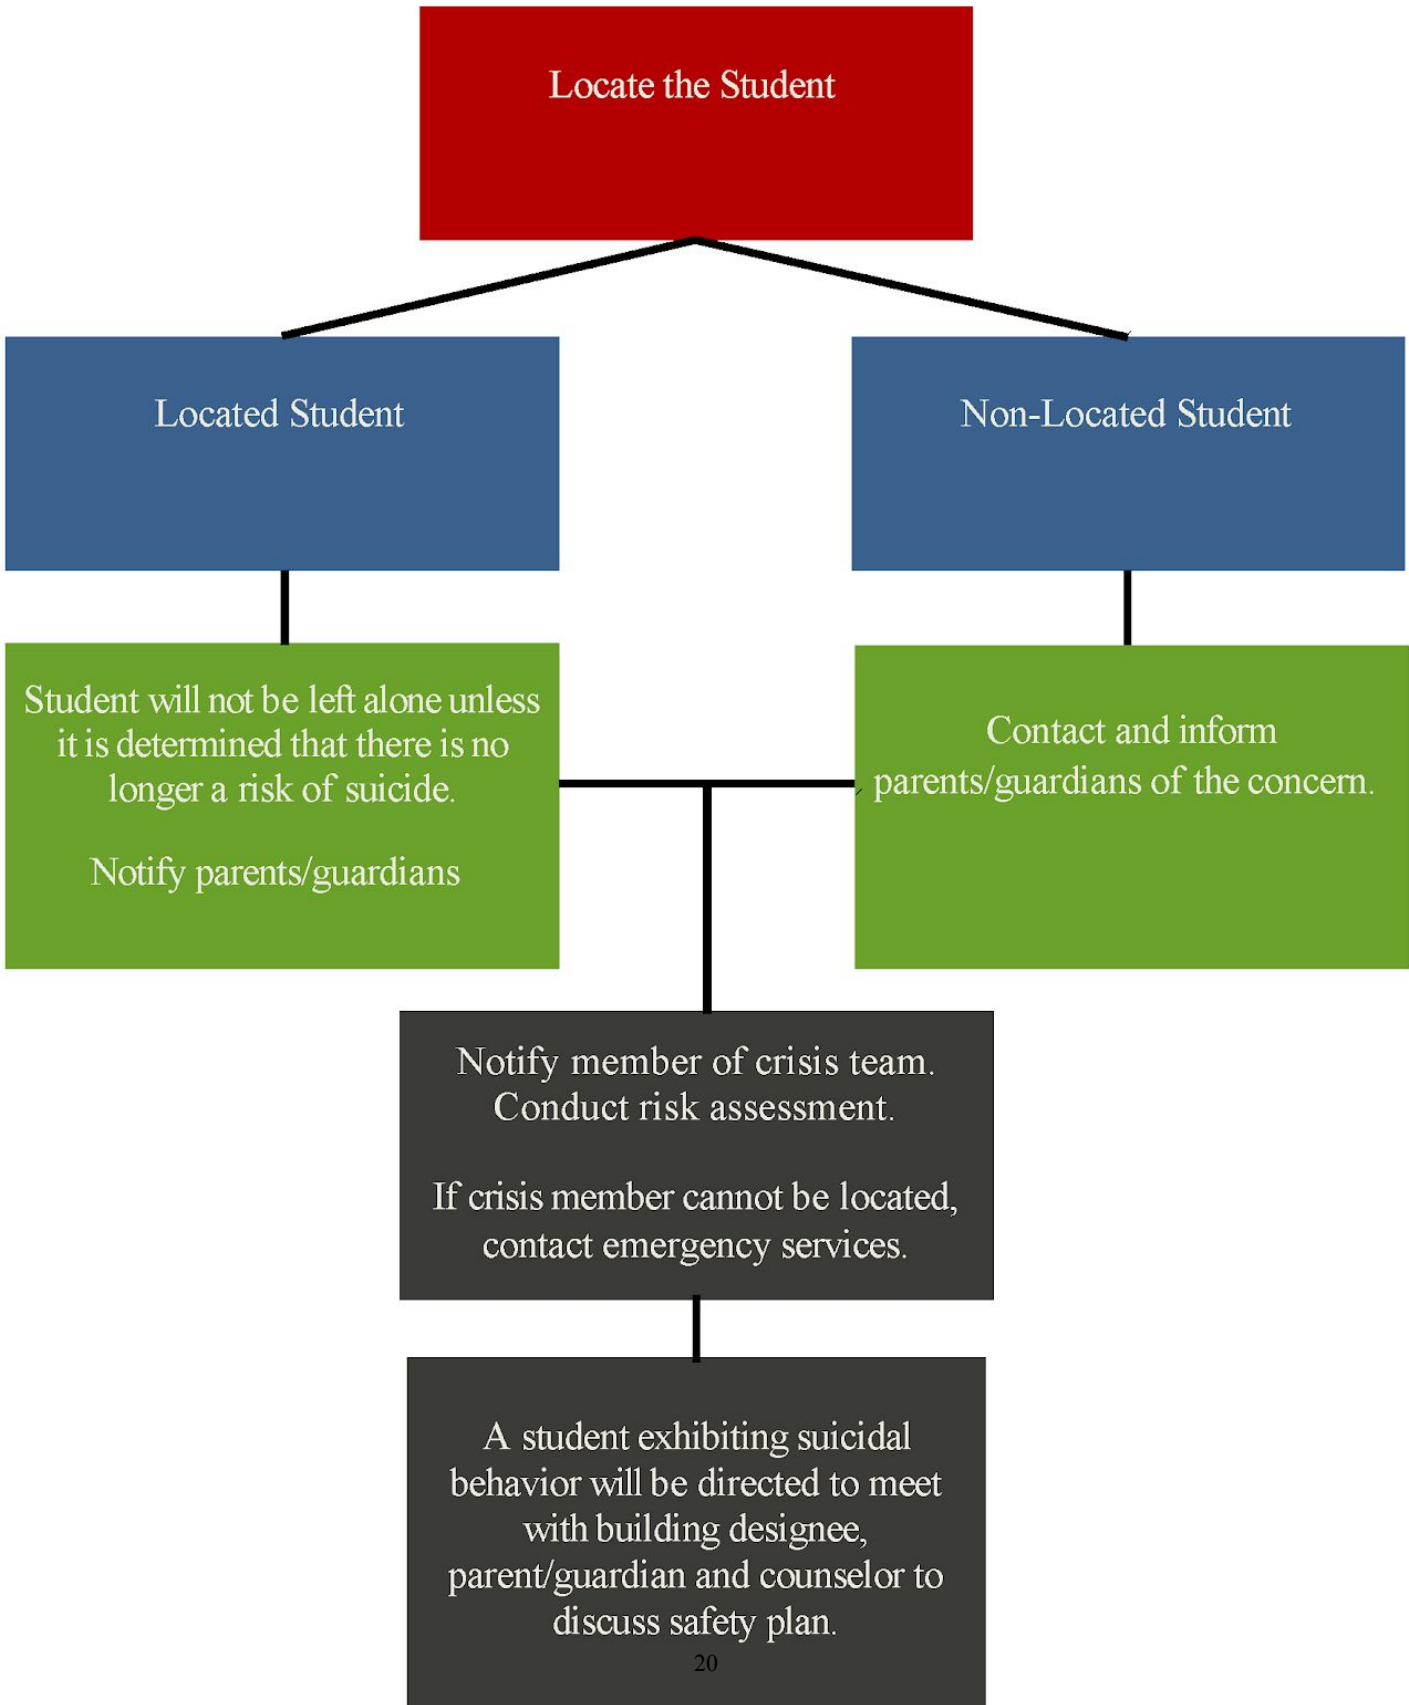 Locate the Student
Located Student
Non-Located Student
Student will not be left alone unless
it is determined that there is no
longer a risk of suicide.
Notify parents/guardians
Contact and inform
parents/guardians of the concern.
Notify member of crisis team.
Conduct risk assessment.
If crisis member cannot be located,
contact emergency services.
A student exhibiting suicidal
behavior will be directed to meet
with building designee,
parent/guardian and counselor to
discuss safety plan.
20